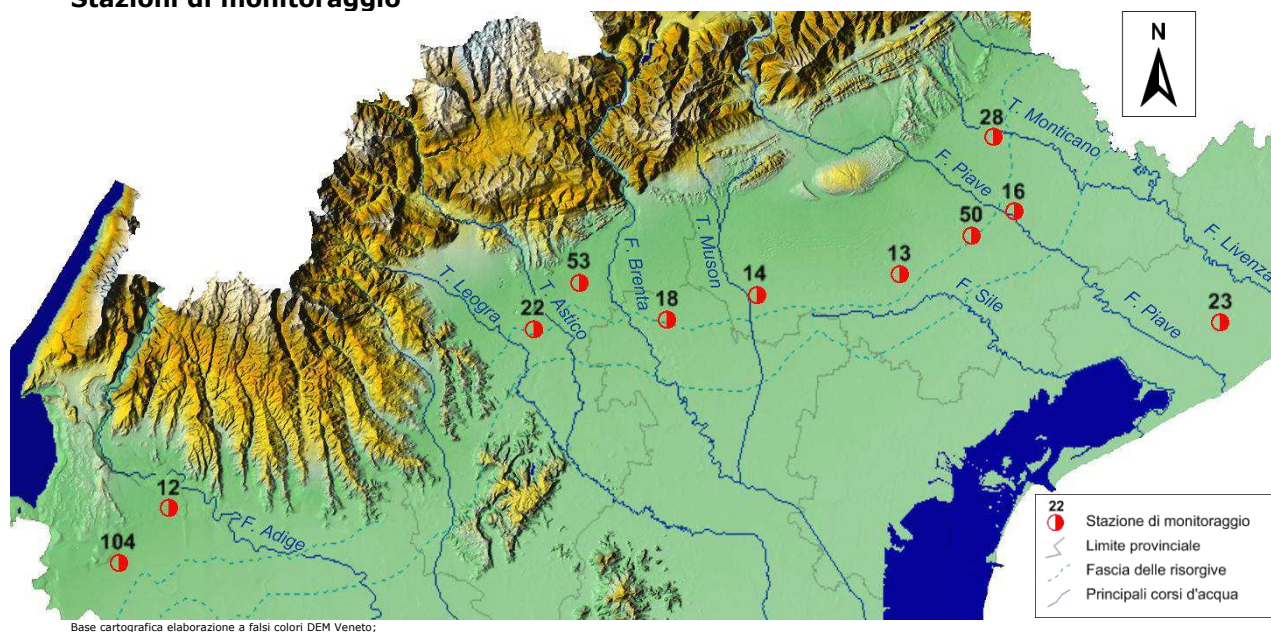 Stazioni di monitoraggio
N
28
T. Monticano
F. Piave
16
50
F. Livenza
53
F. Brenta
T. Muson
14
13
T. Leogra
T. Astico
22
18
F. Sile
F. Piave
23
12
F. Adige
104
22
Stazione di monitoraggio
Limite provinciale
Fascia delle risorgive
Principali corsi d'acqua
Base cartografica elaborazione a falsi colori DEM Veneto;